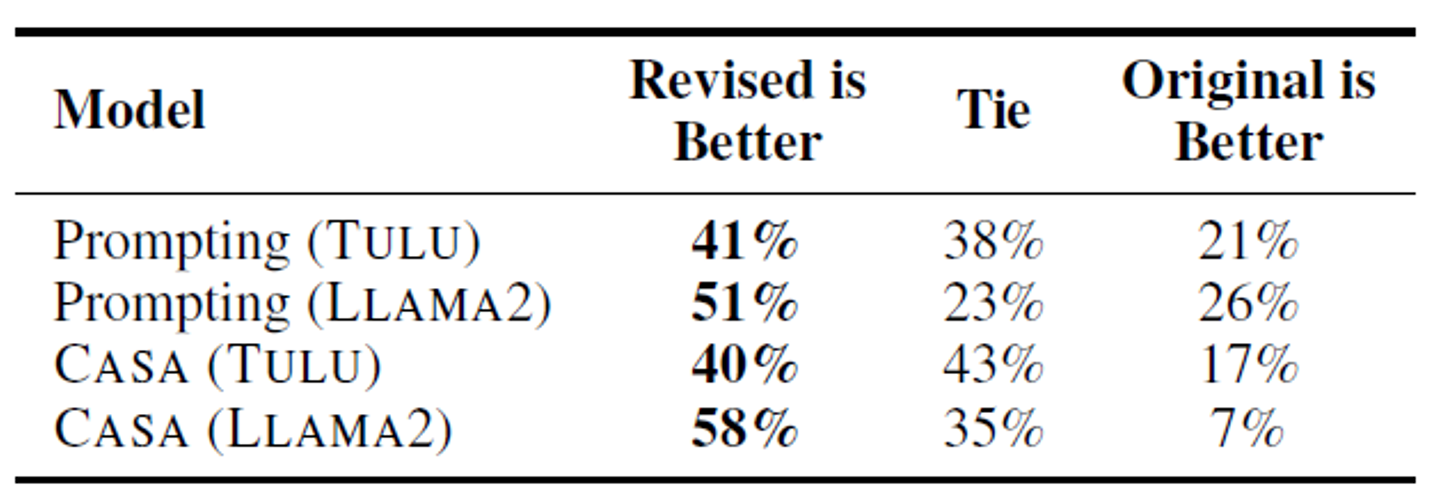 Model Revised is Better Tie Original is Better
Prompting (TULU) 41% 38% 21%
Prompting (LLAMA2) 51% 23% 26%
CASA (TULU) 40% 43% 17%
CASA (LLAMA2) 58% 35% 7%